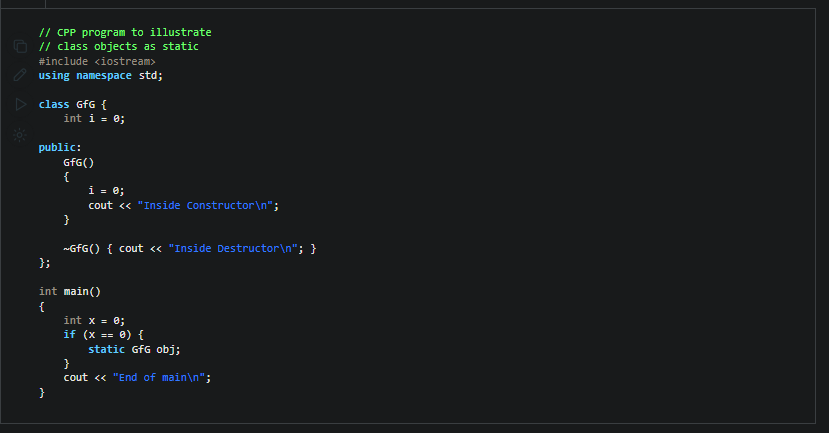 // CPP program to illustrate
// class objects as static
#include <iostream>
using namespace std;
class GfG {
int i = 0;
public:
GfG()
{
i = 0;
cout << "Inside Constructor\n";
}
~GfG() { cout << "Inside Destructor\n"; }
};
int main()
{
int x = 0;
if (x == 0) {
static GfG obj;
}
cout << "End of main\n";
}